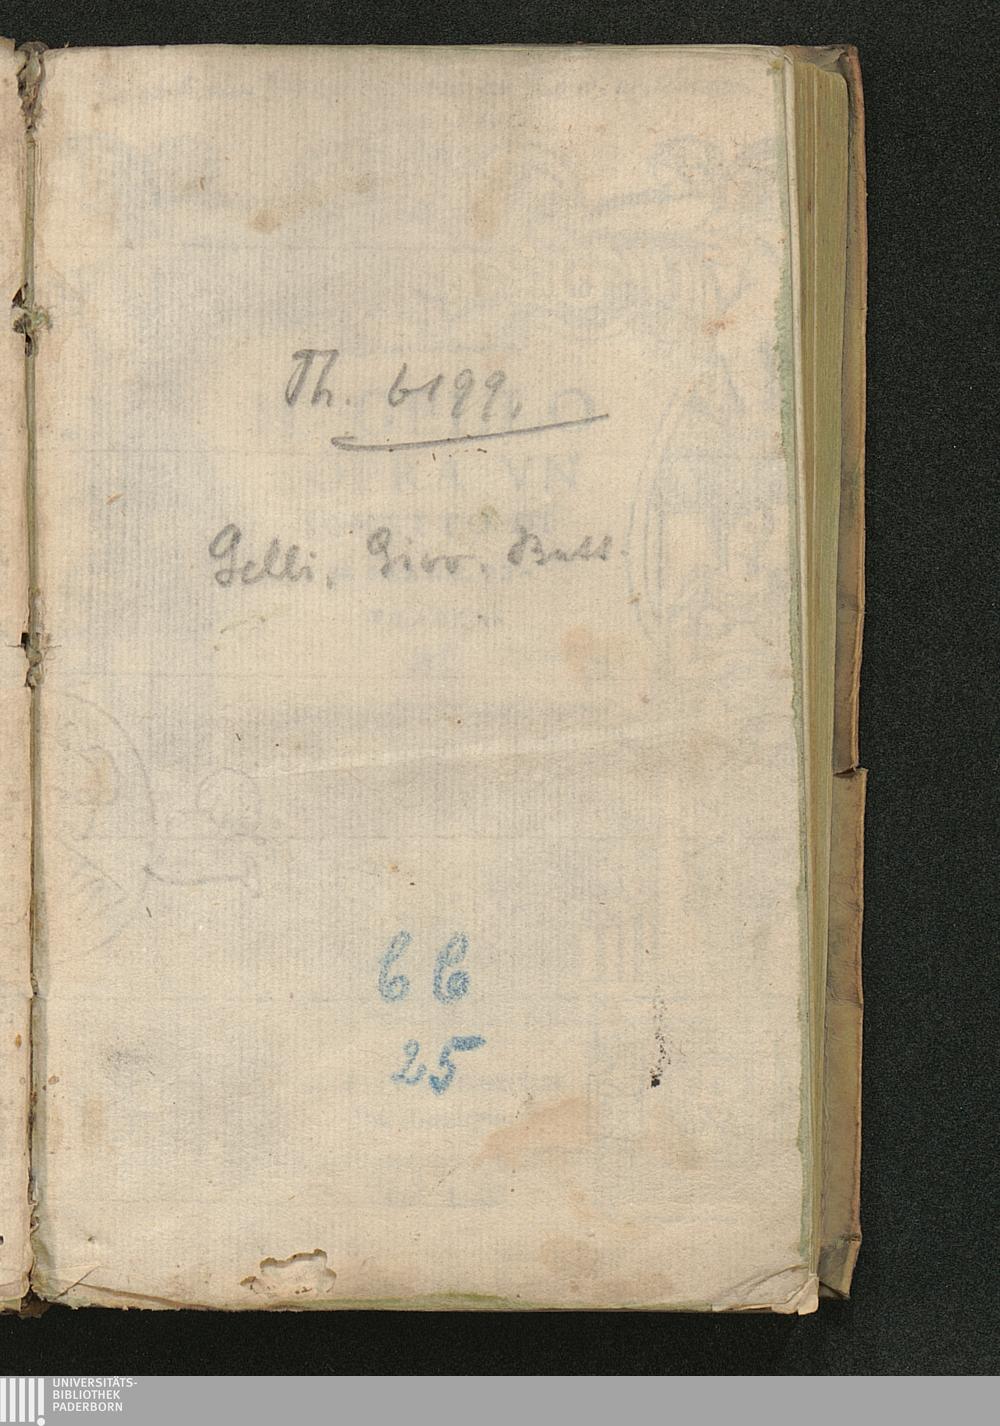 Th. 6199.
Gelli, Giov. Batt.
66
25
UNIVERSITÄTS-
BIBLIOTHEK
PADERBORN